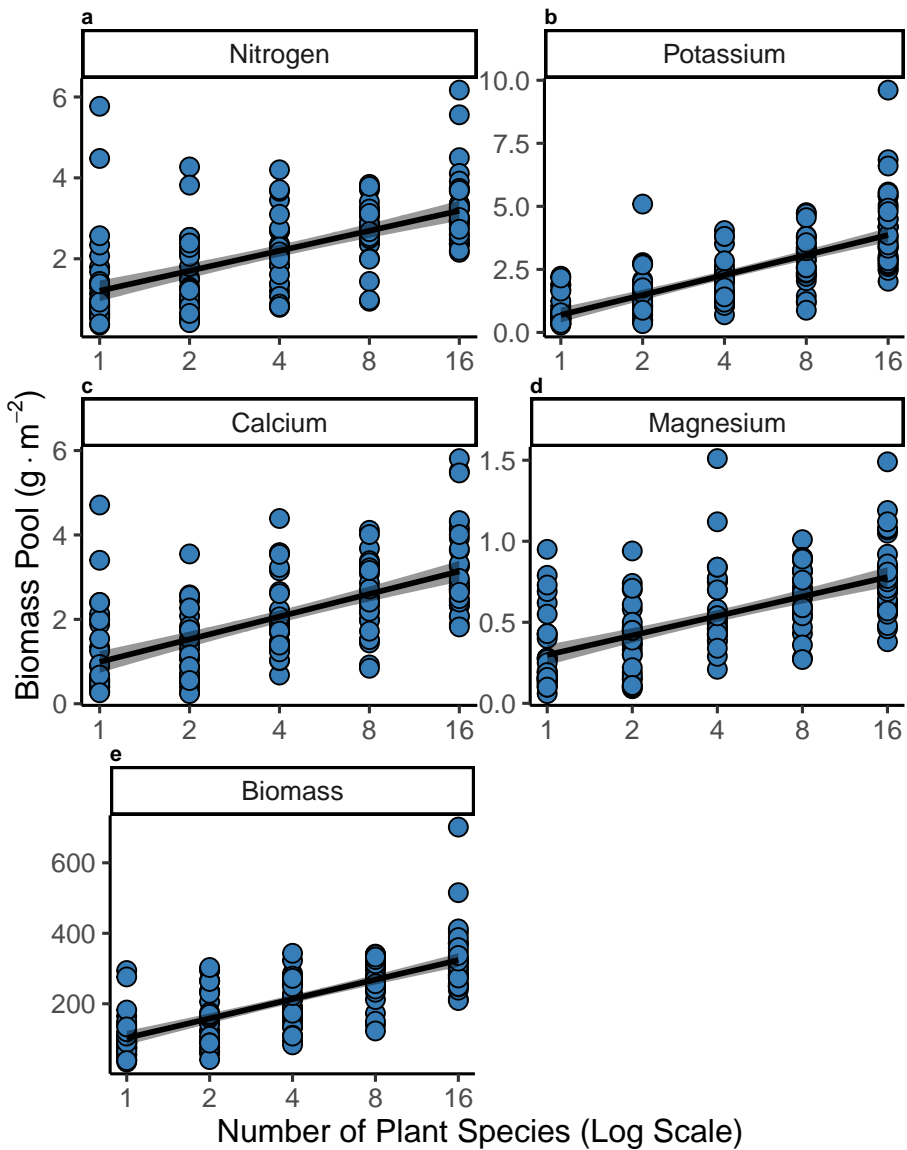 a
Nitrogen
6
4
2
1 2 4 8 16
b
Potassium
10.0
7.5
5.0
2.5
0.0
1 2 4 8 16
c
Calcium
6
4
2
0
1 2 4 8 16
d
Magnesium
1.5
1.0
0.5
0.0
1 2 4 8 16
e
Biomass
600
400
200
1 2 4 8 16
Biomass Pool (g · m⁻²)
Number of Plant Species (Log Scale)